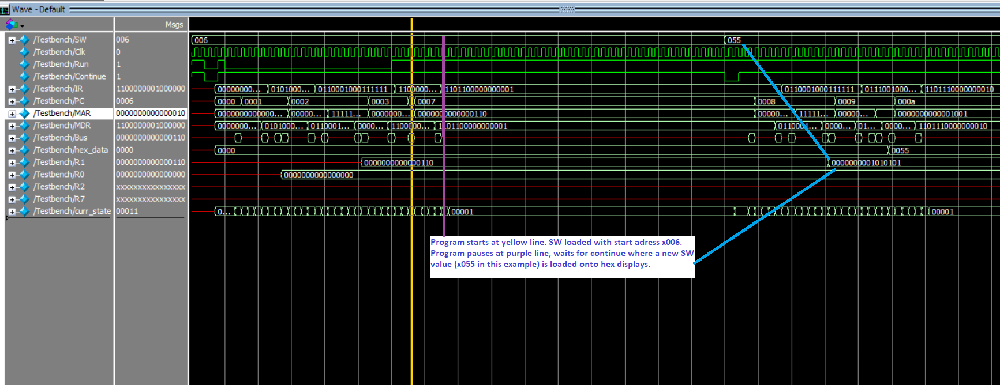 Wave - Default
Msgs
/Testbench/SW 006 006 055
/Testbench/Clk 0
/Testbench/Run 1
/Testbench/Continue 1
/Testbench/IR 1100000001000000 00000000... 0101000... 0110001000111111 1100000... 1101100000000001 0110001000111111 0111001000... 1101110000000010
/Testbench/PC 0006 0000 0001 0002 0003 0007 0008 0009 000a
/Testbench/MAR 0000000000000010 0000000000000... 00000... 11111... 0000000... 0000000000000110 00000... 11111... 00000... 0000000000001001
/Testbench/MDR 1100000001000000 0000000... 0101000... 0110001... 0000... 1100000... 1101100000000001 0110001... 0000... 01... 0000... 1101110000000010
/Testbench/Bus 0000000000000110
/Testbench/hex_data 0000 0000 0055
/Testbench/R1 0000000000000110 0000000000000110 0000000001010101
/Testbench/R0 0000000000000000 0000000000000000
/Testbench/R2 xxxxxxxxxxxxxxxx
/Testbench/R7 xxxxxxxxxxxxxxxx
/Testbench/curr_state 00011 0... 00001 00001
Program starts at yellow line. SW loaded with start adress x006.
Program pauses at purple line, waits for continue where a new SW
value (x055 in this example) is loaded onto hex displays.